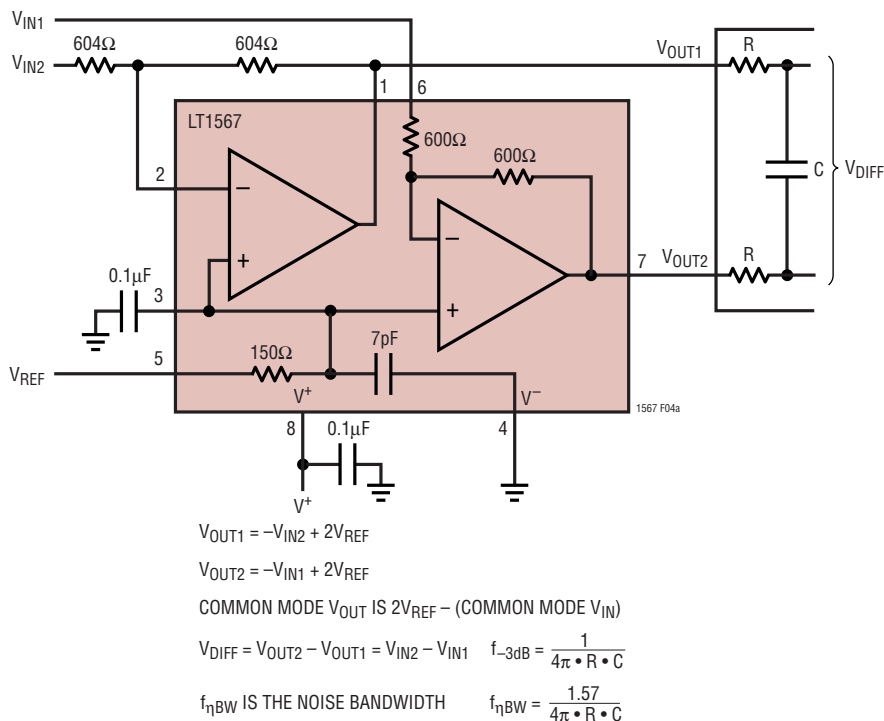 VIN1
604Ω 604Ω
VIN2
VOUT1 R
1 6
LT1567
600Ω
600Ω
2
C VDIFF
−
−
+
+
0.1µF
3
7 VOUT2 R
7pF
150Ω
5
VREF
V+ V−
1567 F04a
8 0.1µF 4
V+
VOUT1 = –VIN2 + 2VREF
VOUT2 = –VIN1 + 2VREF
COMMON MODE VOUT IS 2VREF – (COMMON MODE VIN)
VDIFF = VOUT2 – VOUT1 = VIN2 – VIN1 f–3dB = 1 / 4π • R • C
fηBW IS THE NOISE BANDWIDTH fηBW = 1.57 / 4π • R • C